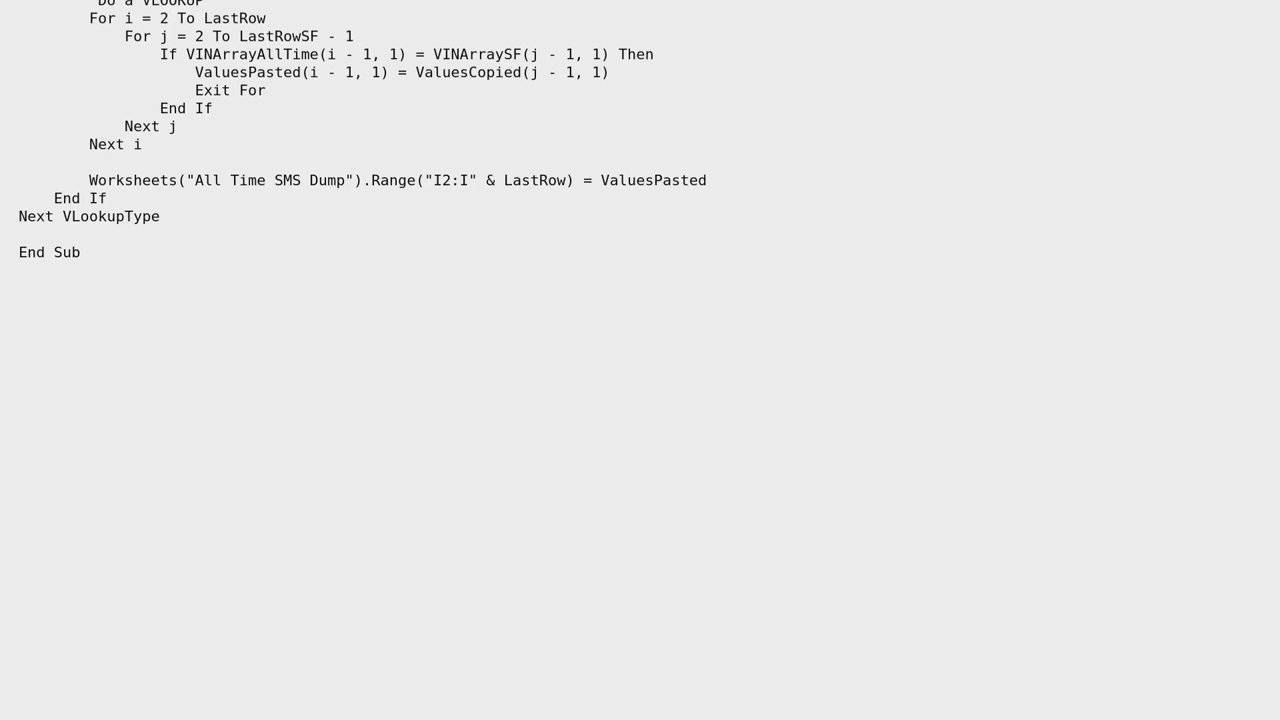 'Do a VLOOKUP
For i = 2 To LastRow
For j = 2 To LastRowSF - 1
If VINArrayAllTime(i - 1, 1) = VINArraySF(j - 1, 1) Then
ValuesPasted(i - 1, 1) = ValuesCopied(j - 1, 1)
Exit For
End If
Next j
Next i
Worksheets("All Time SMS Dump").Range("I2:I" & LastRow) = ValuesPasted
End If
Next VLookupType
End Sub